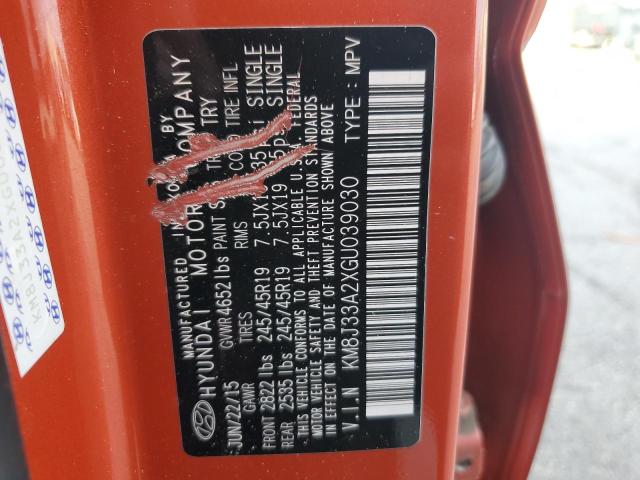 MANUFACTURED BY
HYUNDAI MOTOR COMPANY
JUN/22/15 GVWR 4652 lbs PAINT TRY
GAWR TIRES RIMS COLD TIRE INFL
FRONT 2822 lbs 245/45R19 7.5JX19 SINGLE
REAR 2535 lbs 245/45R19 7.5JX19 SINGLE
THIS VEHICLE CONFORMS TO ALL APPLICABLE U.S.A. FEDERAL
MOTOR VEHICLE SAFETY AND THEFT PREVENTION STANDARDS
IN EFFECT ON THE DATE OF MANUFACTURE SHOWN ABOVE
V.I.N KM8J33A2XGU039030 TYPE: MPV